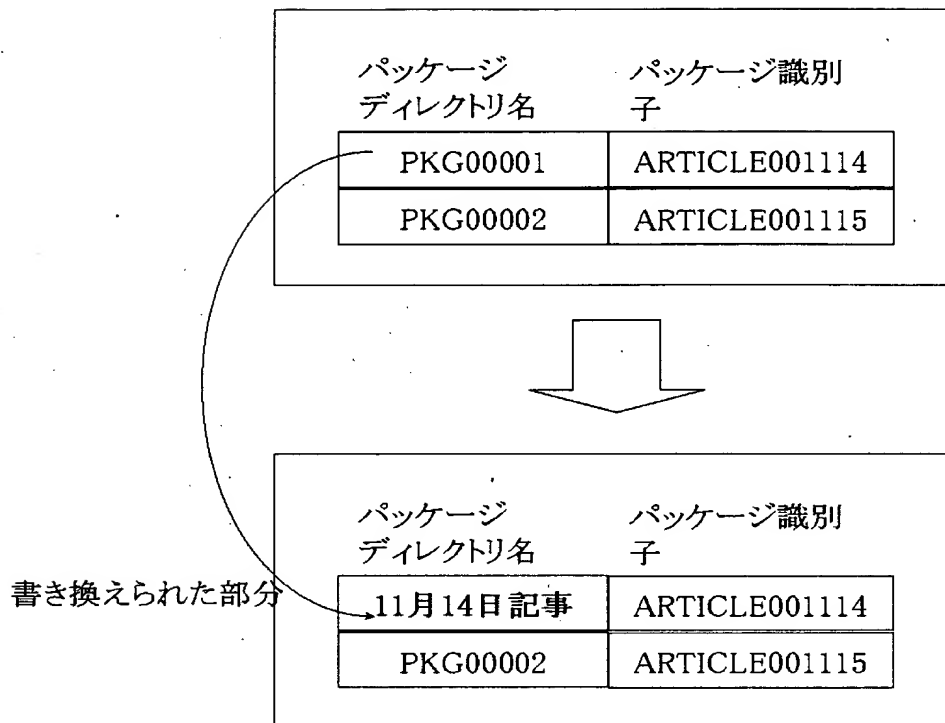 パッケージ パッケージ識別
ディレクトリ名 子
PKG00001 ARTICLE001114
PKG00002 ARTICLE001115
パッケージ パッケージ識別
ディレクトリ名 子
書き換えられた部分 11月14日記事 ARTICLE001114
PKG00002 ARTICLE001115